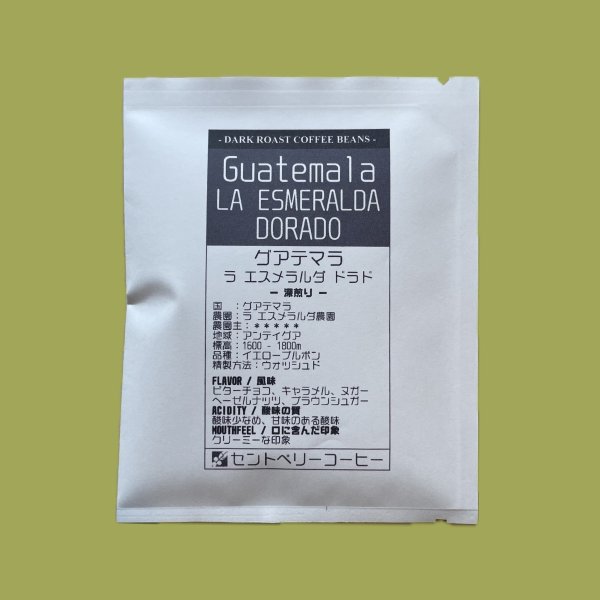 - DARK ROAST COFFEE BEANS -
Guatemala
LA ESMERALDA
DORADO
グアテマラ
ラ エスメラルダ ドラド
ー 深煎り ー
国　：グアテマラ
農園：ラ エスメラルダ農園
農園主：＊＊＊＊＊
地域：アンティグア
標高：1600 - 1800m
品種：イエローブルボン
精製方法：ウォッシュド
FLAVOR / 風味
ビターチョコ、キャラメル、ヌガー
ヘーゼルナッツ、ブラウンシュガー
ACIDITY / 酸味の質
酸味少なめ、甘味のある酸味
MOUTHFEEL / 口に含んだ印象
クリーミーな印象
セントベリーコーヒー